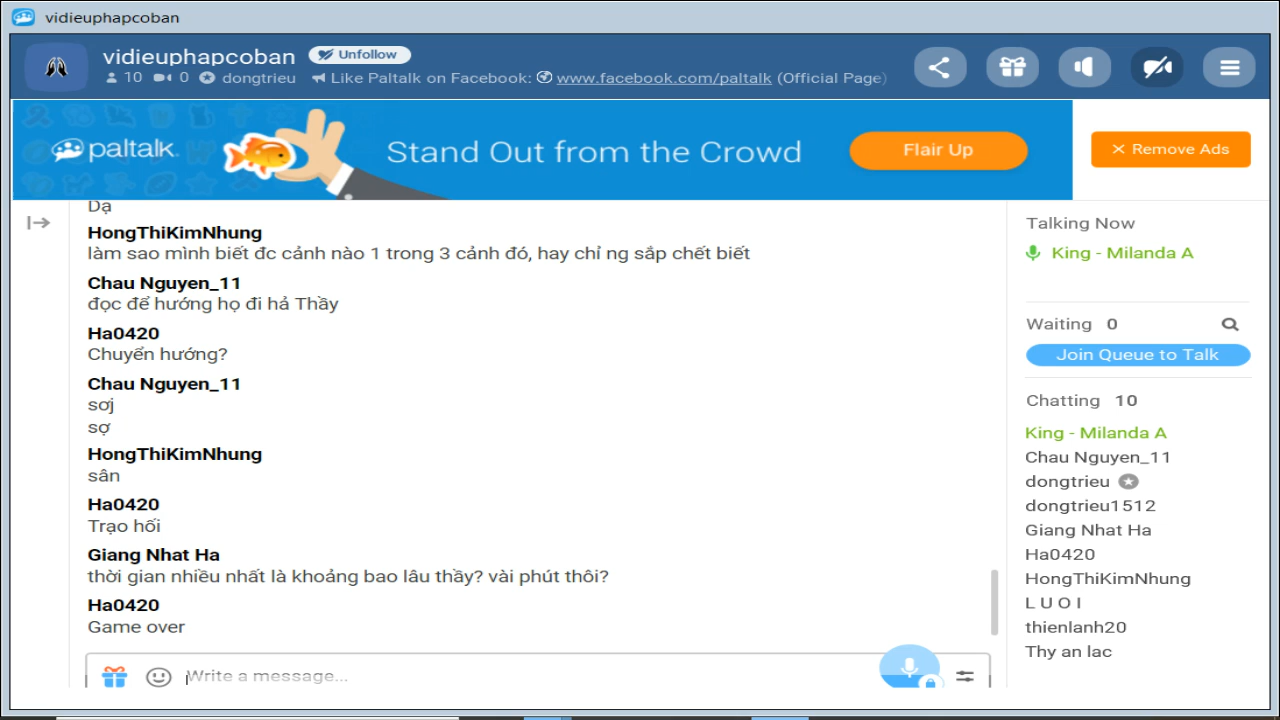 vidieuphapcoban
vidieuphapcoban Unfollow
10 0 dongtrieu Like Paltalk on Facebook: www.facebook.com/paltalk (Official Page)
paltalk Stand Out from the Crowd Flair Up
× Remove Ads
Dạ
HongThiKimNhung
làm sao mình biết đc cảnh nào 1 trong 3 cảnh đó, hay chỉ ng sắp chết biết
Chau Nguyen_11
đọc để hướng họ đi hả Thầy
Ha0420
Chuyển hướng?
Chau Nguyen_11
sơj
sợ
HongThiKimNhung
sân
Ha0420
Trạo hối
Giang Nhat Ha
thời gian nhiều nhất là khoảng bao lâu thầy? vài phút thôi?
Ha0420
Game over
Write a message...
Talking Now
King - Milanda A
Waiting 0
Join Queue to Talk
Chatting 10
King - Milanda A
Chau Nguyen_11
dongtrieu
dongtrieu1512
Giang Nhat Ha
Ha0420
HongThiKimNhung
L U O I
thienlanh20
Thy an lac